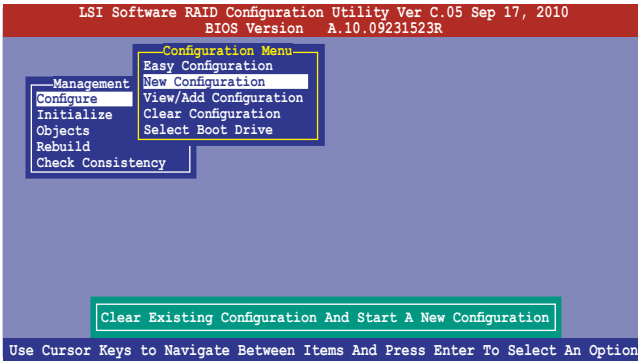 LSI Software RAID Configuration Utility Ver C.05 Sep 17, 2010
BIOS Version A.10.09231523R
Configuration Menu
Easy Configuration
New Configuration
View/Add Configuration
Clear Configuration
Select Boot Drive
Management
Configure
Initialize
Objects
Rebuild
Check Consistency
Clear Existing Configuration And Start A New Configuration
Use Cursor Keys to Navigate Between Items And Press Enter To Select An Option